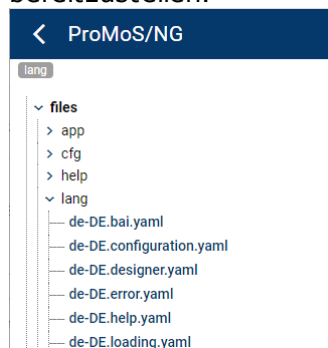 bereitzustellen.
ProMoS/NG
lang
files
app
cfg
help
lang
de-DE.bai.yaml
de-DE.configuration.yaml
de-DE.designer.yaml
de-DE.error.yaml
de-DE.help.yaml
de-DE.loading.yaml